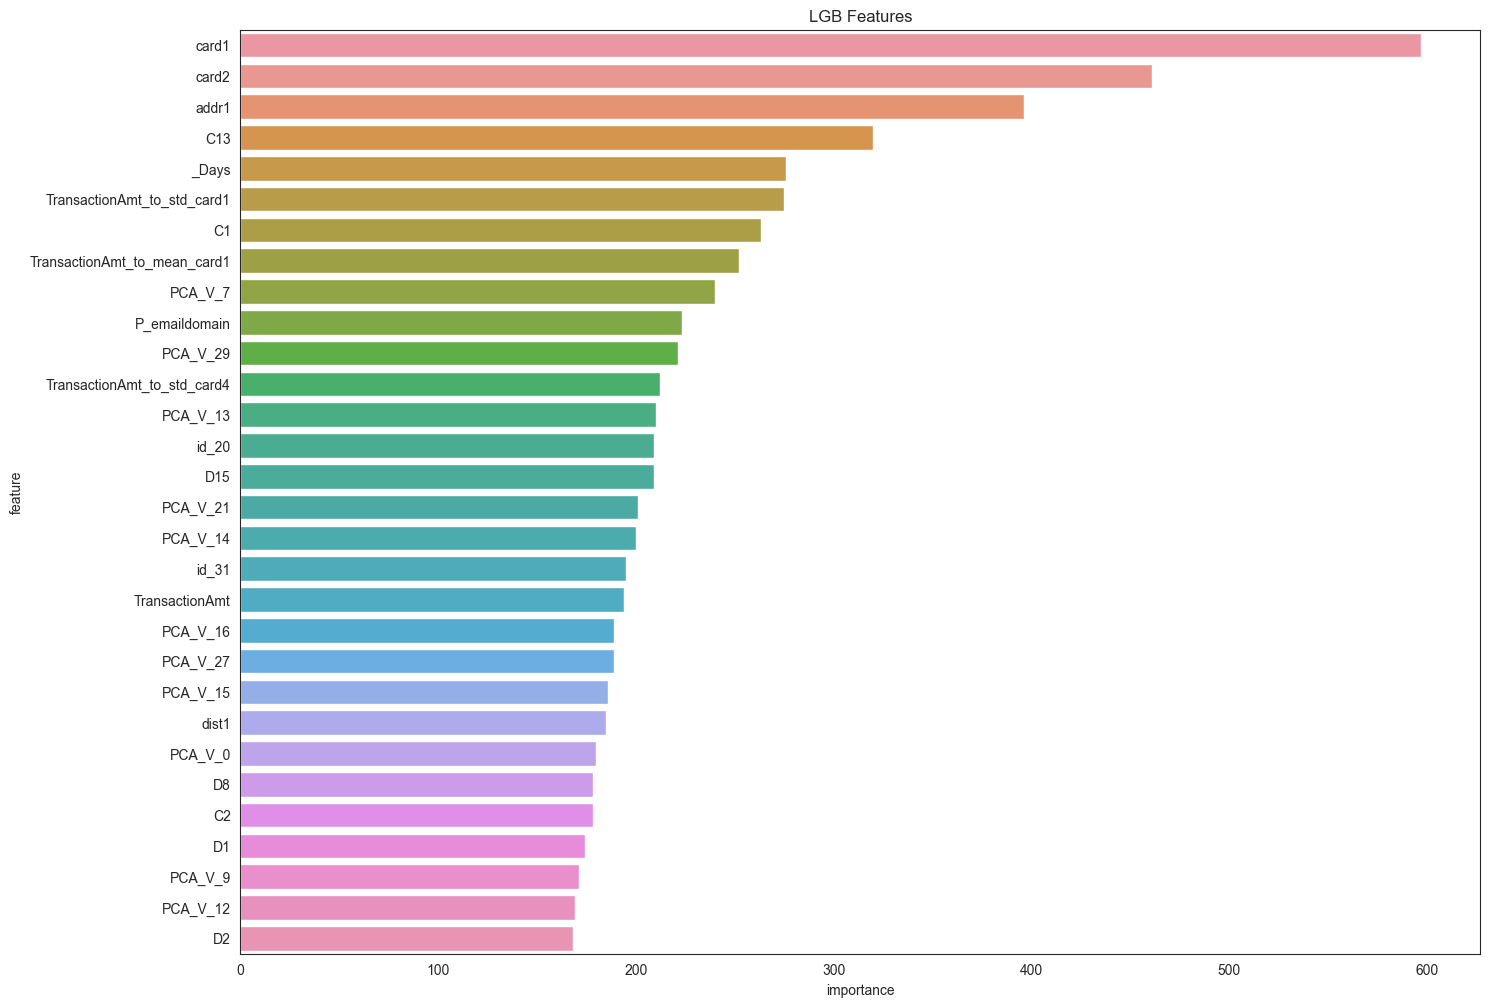 LGB Features
card1
card2
addr1
C13
_Days
TransactionAmt_to_std_card1
C1
TransactionAmt_to_mean_card1
PCA_V_7
P_emaildomain
PCA_V_29
TransactionAmt_to_std_card4
PCA_V_13
id_20
D15
PCA_V_21
PCA_V_14
id_31
TransactionAmt
PCA_V_16
PCA_V_27
PCA_V_15
dist1
PCA_V_0
D8
C2
D1
PCA_V_9
PCA_V_12
D2
feature
0 100 200 300 400 500 600
importance